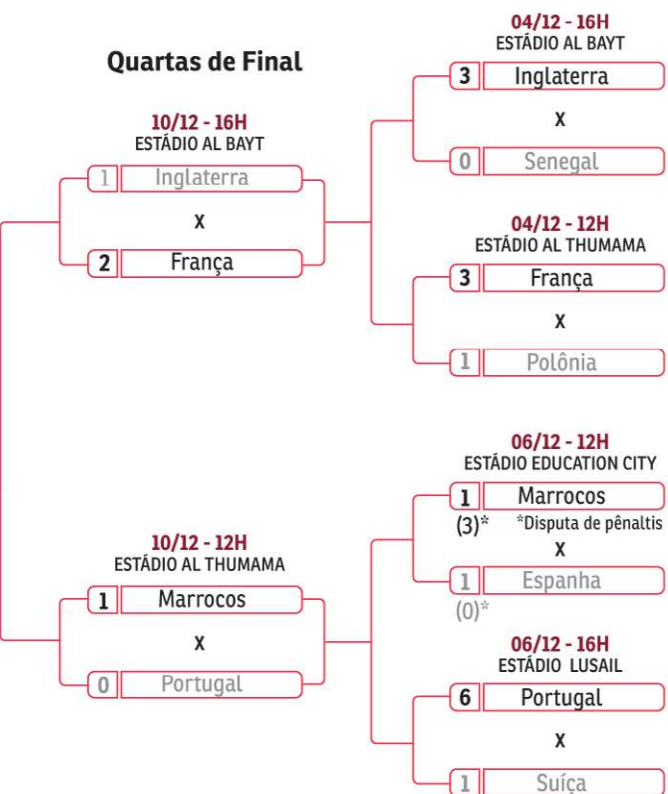 Quartas de Final
10/12 - 16H
ESTÁDIO AL BAYT
1 Inglaterra
X
2 França
10/12 - 12H
ESTÁDIO AL THUMAMA
1 Marrocos
X
0 Portugal
04/12 - 16H
ESTÁDIO AL BAYT
3 Inglaterra
X
0 Senegal
04/12 - 12H
ESTÁDIO AL THUMAMA
3 França
X
1 Polônia
06/12 - 12H
ESTÁDIO EDUCATION CITY
1 Marrocos
(3)* *Disputa de pênaltis
X
1 Espanha
(0)*
06/12 - 16H
ESTÁDIO LUSAIL
6 Portugal
X
1 Suíça